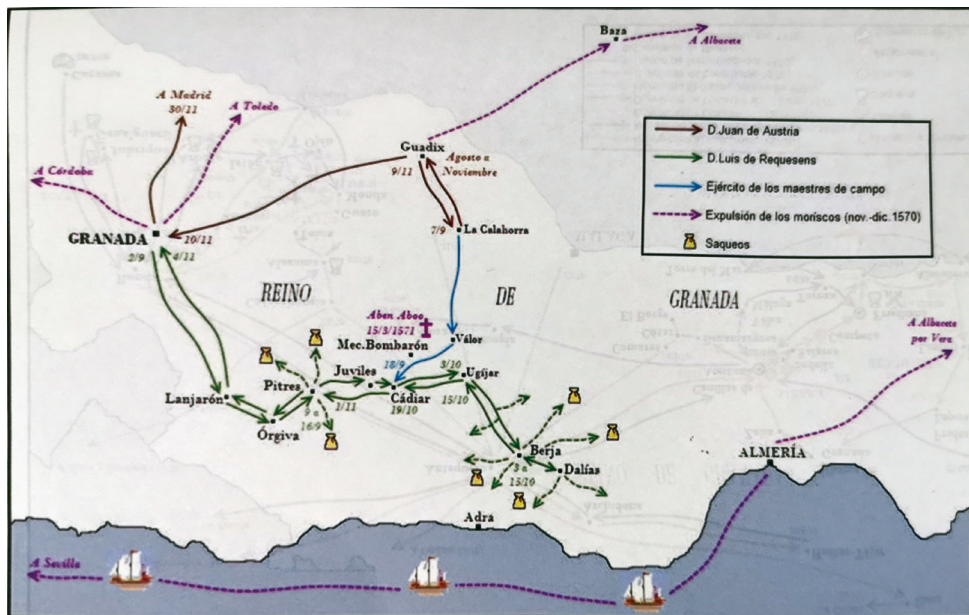 Baza
A Albacete
A Madrid
30/11
A Toledo
A Córdoba
Guadix
9/11
Agosto a
Noviembre
D.Juan de Austria
D.Luis de Requesens
Ejército de los maestres de campo
Expulsión de los moriscos (nov.-dic. 1570)
Saqueos
GRANADA
10/11
2/9
4/11
7/9
La Calahorra
REINO
DE
GRANADA
Aben Aboo
15/3/1571
Mec.Bombarón
Válor
18/9
3/10
A Albacete
por Vera
Juviles
Ugíjar
Pitres
Lanjarón
Cádiar
15/10
9 a
16/9
1/11
19/10
Órgiva
Berja
3 a
15/10
Dalías
ALMERÍA
Adra
A Sevilla